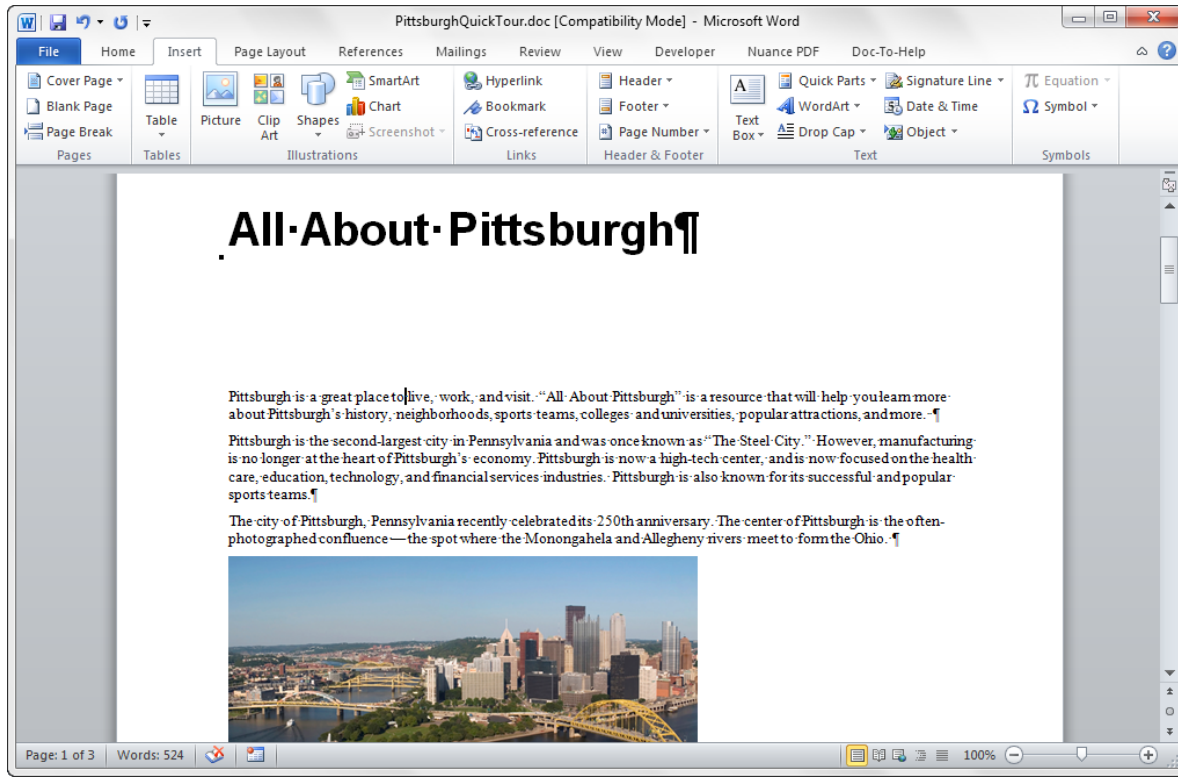 PittsburghQuickTour.doc [Compatibility Mode] - Microsoft Word
File Home Insert Page Layout References Mailings Review View Developer Nuance PDF Doc-To-Help
Cover Page
Blank Page
Page Break
Pages
Table
Tables
Picture
Clip Art
Shapes
SmartArt
Chart
Screenshot
Illustrations
Hyperlink
Bookmark
Cross-reference
Links
Header
Footer
Page Number
Header & Footer
Text Box
Quick Parts
WordArt
Drop Cap
Signature Line
Date & Time
Object
Text
π Equation
Ω Symbol
Symbols
All·About·Pittsburgh¶
Pittsburgh is a great place to live, work, and visit. “All About Pittsburgh” is a resource that will help you learn more
about Pittsburgh’s history, neighborhoods, sports teams, colleges and universities, popular attractions, and more. ¶
Pittsburgh is the second-largest city in Pennsylvania and was once known as “The Steel City.” However, manufacturing
is no longer at the heart of Pittsburgh’s economy. Pittsburgh is now a high-tech center, and is now focused on the health
care, education, technology, and financial services industries. Pittsburgh is also known for its successful and popular
sports teams.¶
The city of Pittsburgh, Pennsylvania recently celebrated its 250th anniversary. The center of Pittsburgh is the often-
photographed confluence — the spot where the Monongahela and Allegheny rivers meet to form the Ohio. ¶
Page: 1 of 3 Words: 524 100%